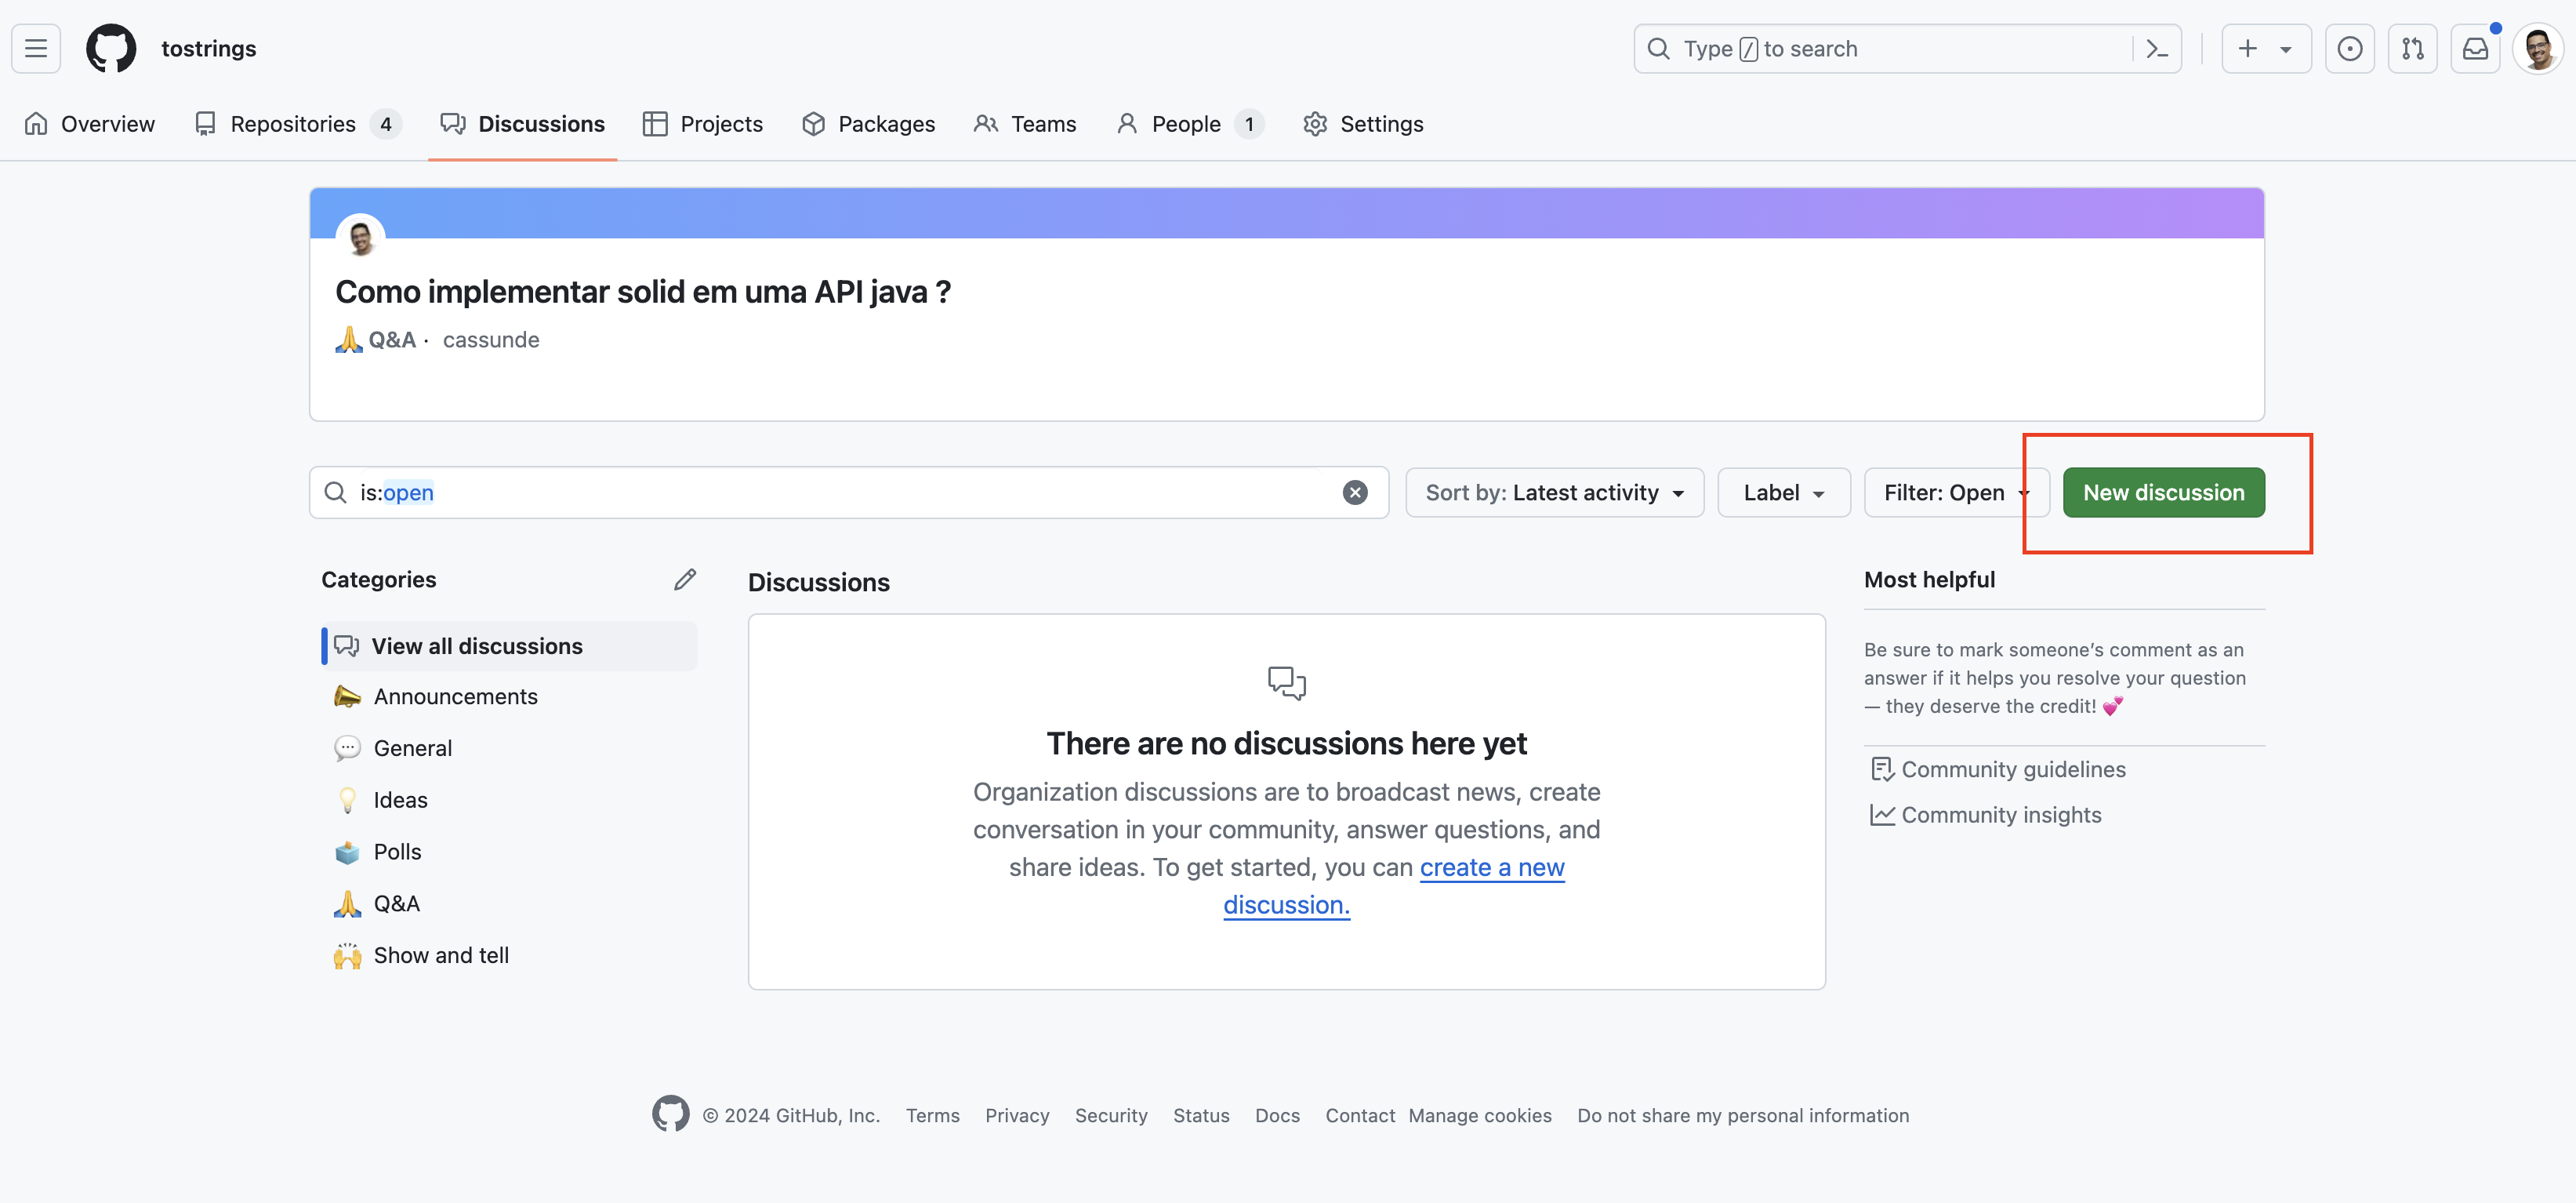 tostrings
Type / to search
Overview
Repositories 4
Discussions
Projects
Packages
Teams
People 1
Settings
Como implementar solid em uma API java ?
Q&A · cassunde
is:open
Sort by: Latest activity
Label
Filter: Open
New discussion
Categories
View all discussions
Announcements
General
Ideas
Polls
Q&A
Show and tell
Discussions
There are no discussions here yet
Organization discussions are to broadcast news, create
conversation in your community, answer questions, and
share ideas. To get started, you can create a new
discussion.
Most helpful
Be sure to mark someone’s comment as an
answer if it helps you resolve your question
— they deserve the credit! 💕
Community guidelines
Community insights
© 2024 GitHub, Inc.
Terms
Privacy
Security
Status
Docs
Contact
Manage cookies
Do not share my personal information